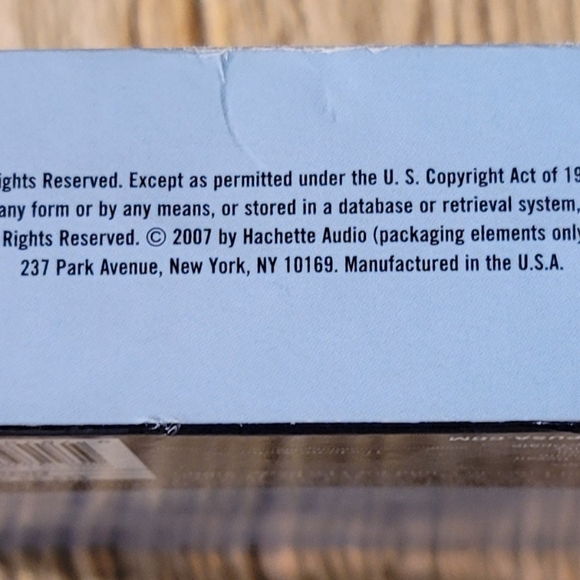 ights Reserved. Except as permitted under the U. S. Copyright Act of 19
any form or by any means, or stored in a database or retrieval system,
Rights Reserved. © 2007 by Hachette Audio (packaging elements only
237 Park Avenue, New York, NY 10169. Manufactured in the U.S.A.